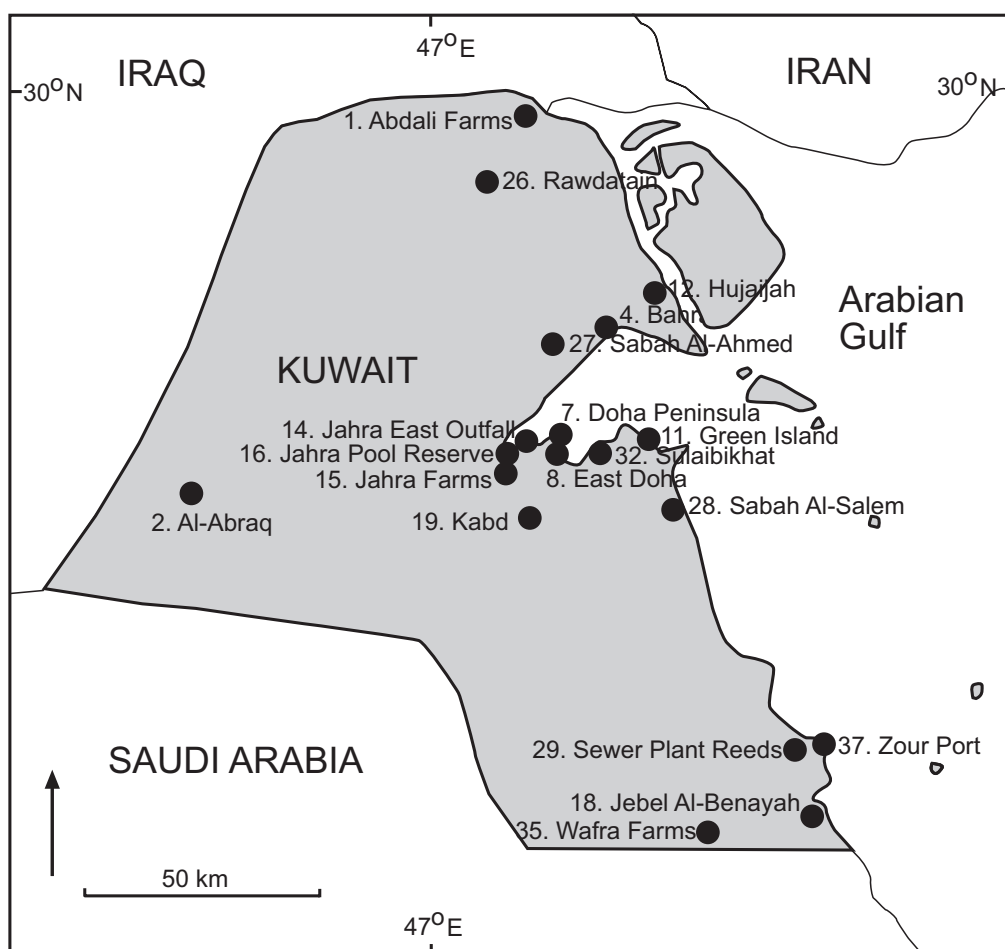 47°E
IRAQ
IRAN
30°N
30°N
1. Abdali Farms
26. Rawdatain
12. Hujaijah
Arabian
Gulf
4. Bahra
27. Sabah Al-Ahmed
KUWAIT
7. Doha Peninsula
14. Jahra East Outfall
11. Green Island
16. Jahra Pool Reserve
32. Sulaibikhat
15. Jahra Farms
8. East Doha
28. Sabah Al-Salem
2. Al-Abraq
19. Kabd
29. Sewer Plant Reeds
37. Zour Port
SAUDI ARABIA
18. Jebel Al-Benayah
35. Wafra Farms
50 km
47°E